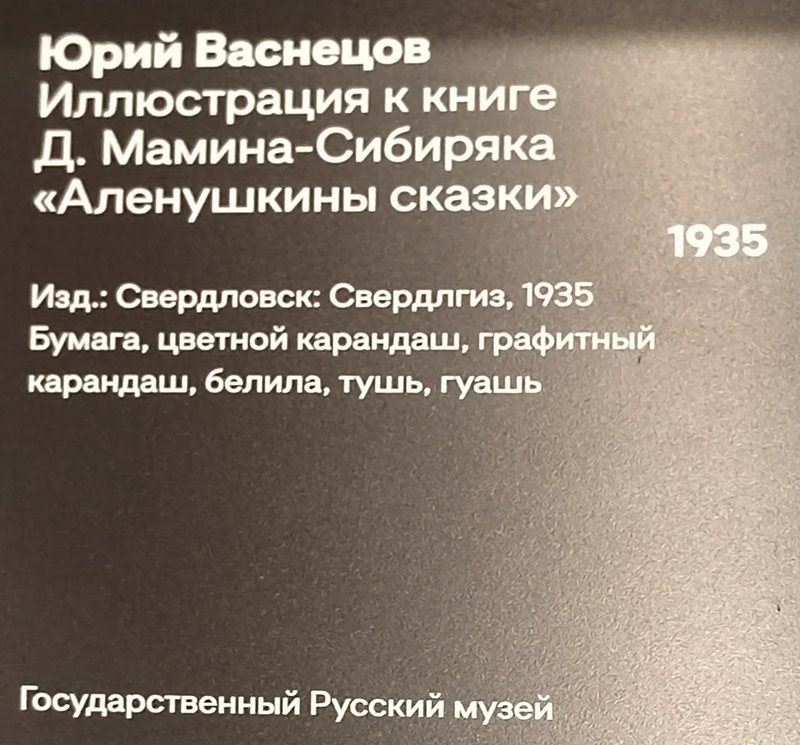 Юрий Васнецов
Иллюстрация к книге
Д. Мамина-Сибиряка
«Аленушкины сказки»
1935
Изд.: Свердловск: Свердлгиз, 1935
Бумага, цветной карандаш, графитный
карандаш, белила, тушь, гуашь
Государственный Русский музей